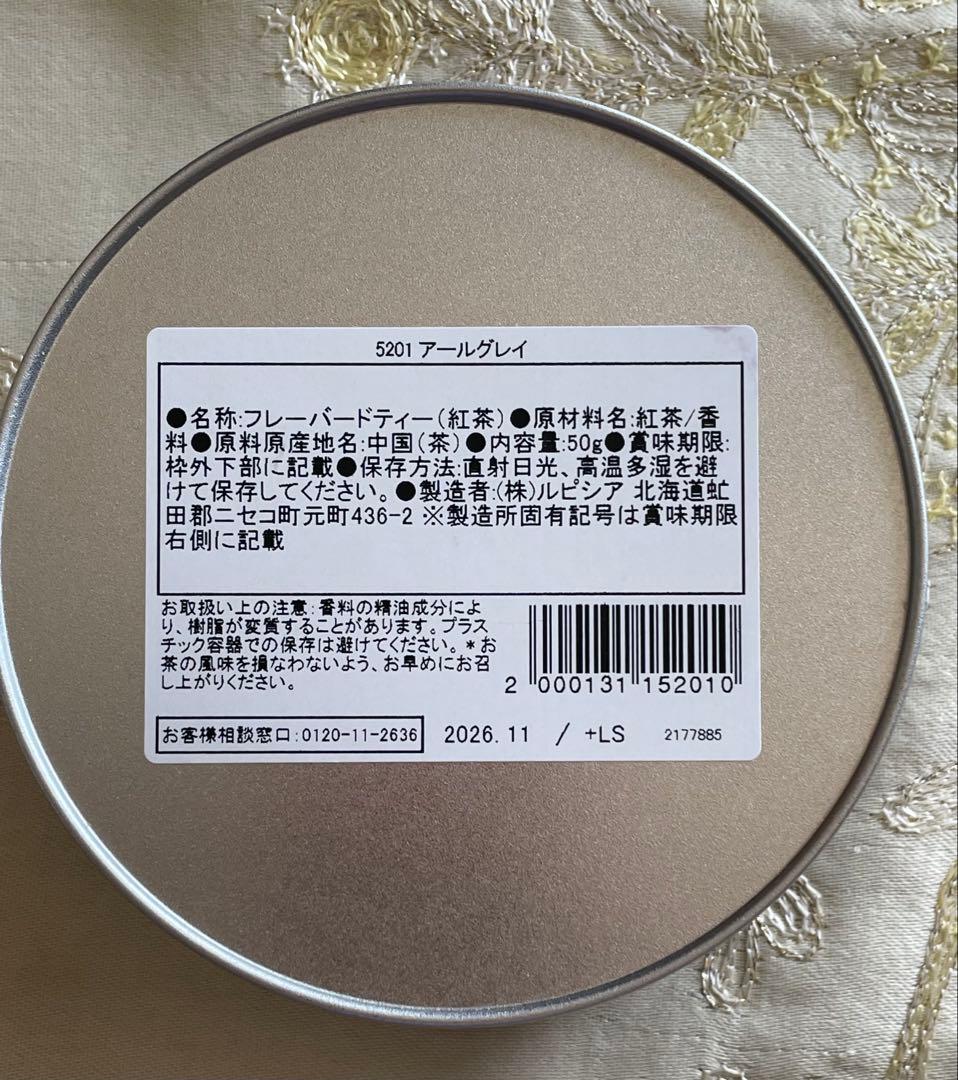 5201 アールグレイ
●名称:フレーバードティー(紅茶)●原材料名:紅茶/香
料●原料原産地名:中国(茶)●内容量:50g●賞味期限:
枠外下部に記載●保存方法:直射日光、高温多湿を避
けて保存してください。●製造者:(株)ルピシア 北海道虻
田郡ニセコ町元町436-2 ※製造所固有記号は賞味期限
右側に記載
お取扱い上の注意:香料の精油成分によ
り、樹脂が変質することがあります。プラス
チック容器での保存は避けてください。*お
茶の風味を損なわないよう、お早めにお召
し上がりください。
2 000131 152010
お客様相談窓口:0120-11-2636
2026.11 / +LS 2177885